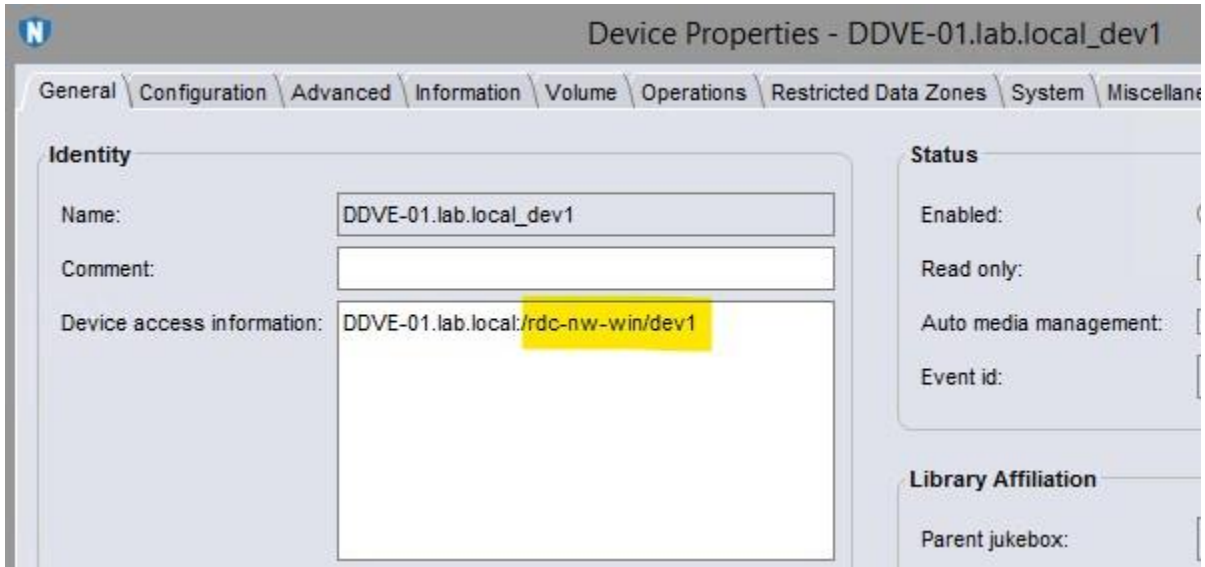 N
Device Properties - DDVE-01.lab.local_dev1
General Configuration Advanced Information Volume Operations Restricted Data Zones System Miscellane
Identity
Name: DDVE-01.lab.local_dev1
Comment:
Device access information: DDVE-01.lab.local:/rdc-nw-win/dev1
Status
Enabled:
Read only:
Auto media management:
Event id:
Library Affiliation
Parent jukebox: